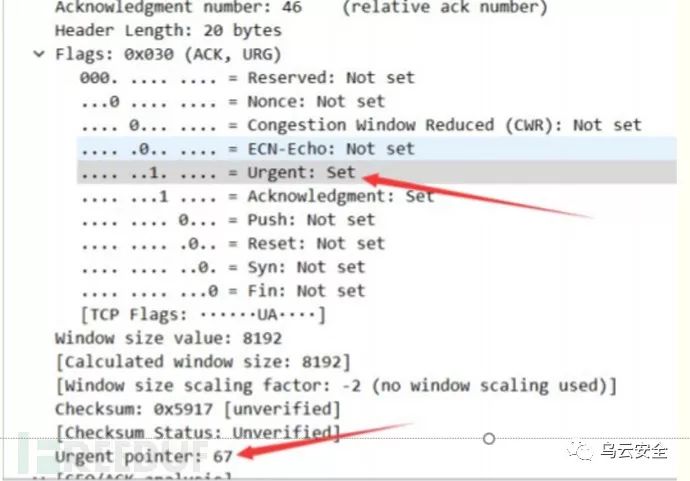 Acknowledgment number: 46    (relative ack number)
Header Length: 20 bytes
Flags: 0x030 (ACK, URG)
000. .... .... = Reserved: Not set
...0 .... .... = Nonce: Not set
.... 0... .... = Congestion Window Reduced (CWR): Not set
.... .0.. .... = ECN-Echo: Not set
.... ..1. .... = Urgent: Set
.... ...1 .... = Acknowledgment: Set
.... .... 0... = Push: Not set
.... .... .0.. = Reset: Not set
.... .... ..0. = Syn: Not set
.... .... ...0 = Fin: Not set
[TCP Flags: ······UA····]
Window size value: 8192
[Calculated window size: 8192]
[Window size scaling factor: -2 (no window scaling used)]
Checksum: 0x5917 [unverified]
[Checksum Status: Unverified]
Urgent pointer: 67
[SEQ/ACK analysis]
FREEBUF
乌云安全